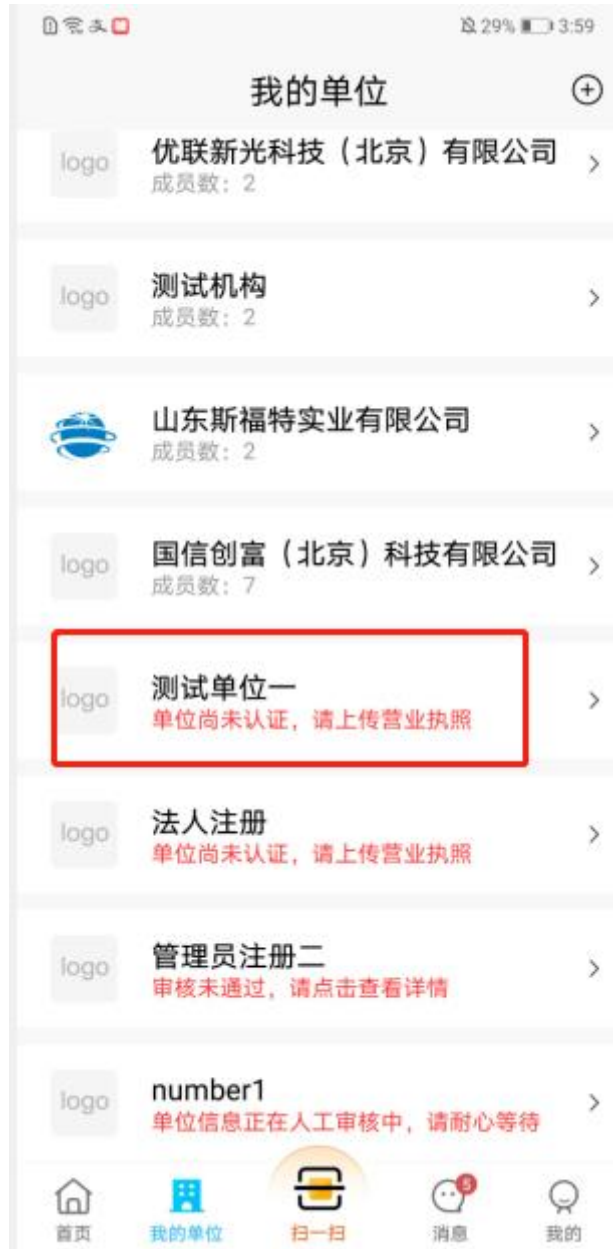 29% 3:59
我的单位
logo
优联新光科技（北京）有限公司
成员数：2
logo
测试机构
成员数：2
山东斯福特实业有限公司
成员数：2
logo
国信创富（北京）科技有限公司
成员数：7
logo
测试单位一
单位尚未认证，请上传营业执照
logo
法人注册
单位尚未认证，请上传营业执照
logo
管理员注册二
审核未通过，请点击查看详情
logo
number1
单位信息正在人工审核中，请耐心等待
5
首页 我的单位 扫一扫 消息 我的